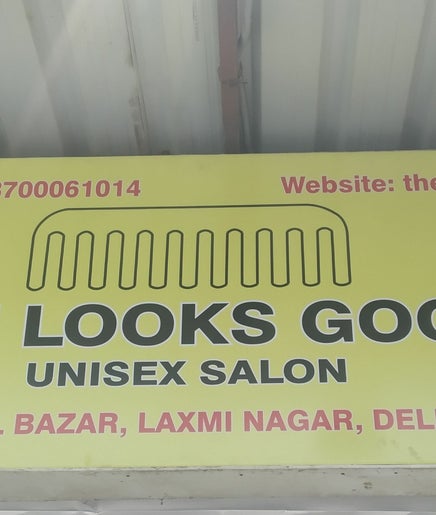 8700061014 Website: the
LOOKS GOO
UNISEX SALON
L BAZAR, LAXMI NAGAR, DEL